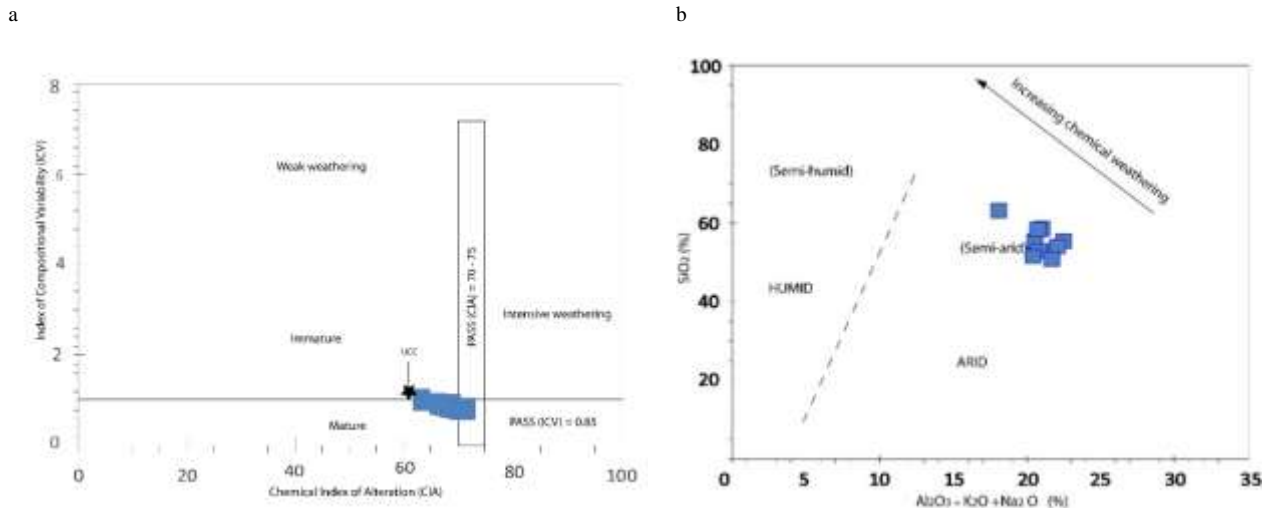 a
b
8
6
4
2
0
Index of Compositional Variability (ICV)
Weak weathering
PASS (CIA) = 70 - 75
Intensive weathering
Immature
UCC
Mature
PASS (ICV) = 0.85
0
20
40
60
80
100
Chemical Index of Alteration (CIA)
100
80
60
40
20
SiO₂ (%)
Increasing chemical weathering
(Semi-humid)
(Semi-arid)
HUMID
ARID
0
5
10
15
20
25
30
35
Al₂O₃ - K₂O +Na₂ O (%)